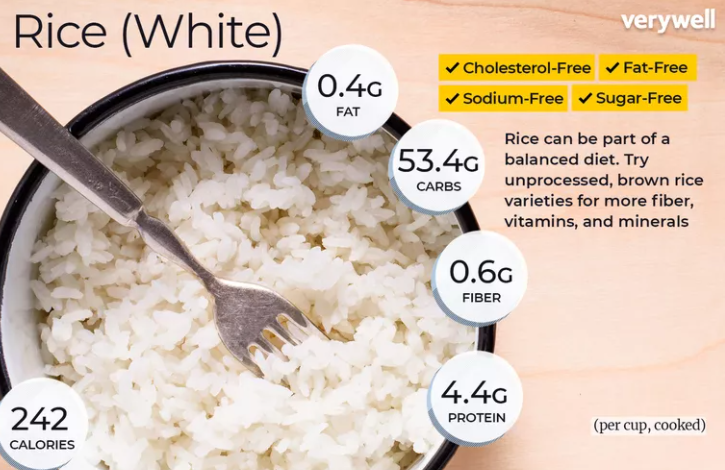 Rice (White)
verywell
✓ Cholesterol-Free ✓ Fat-Free
✓ Sodium-Free ✓ Sugar-Free
Rice can be part of a
balanced diet. Try
unprocessed, brown rice
varieties for more fiber,
vitamins, and minerals
0.4G
FAT
53.4G
CARBS
0.6G
FIBER
4.4G
PROTEIN
242
CALORIES
(per cup, cooked)